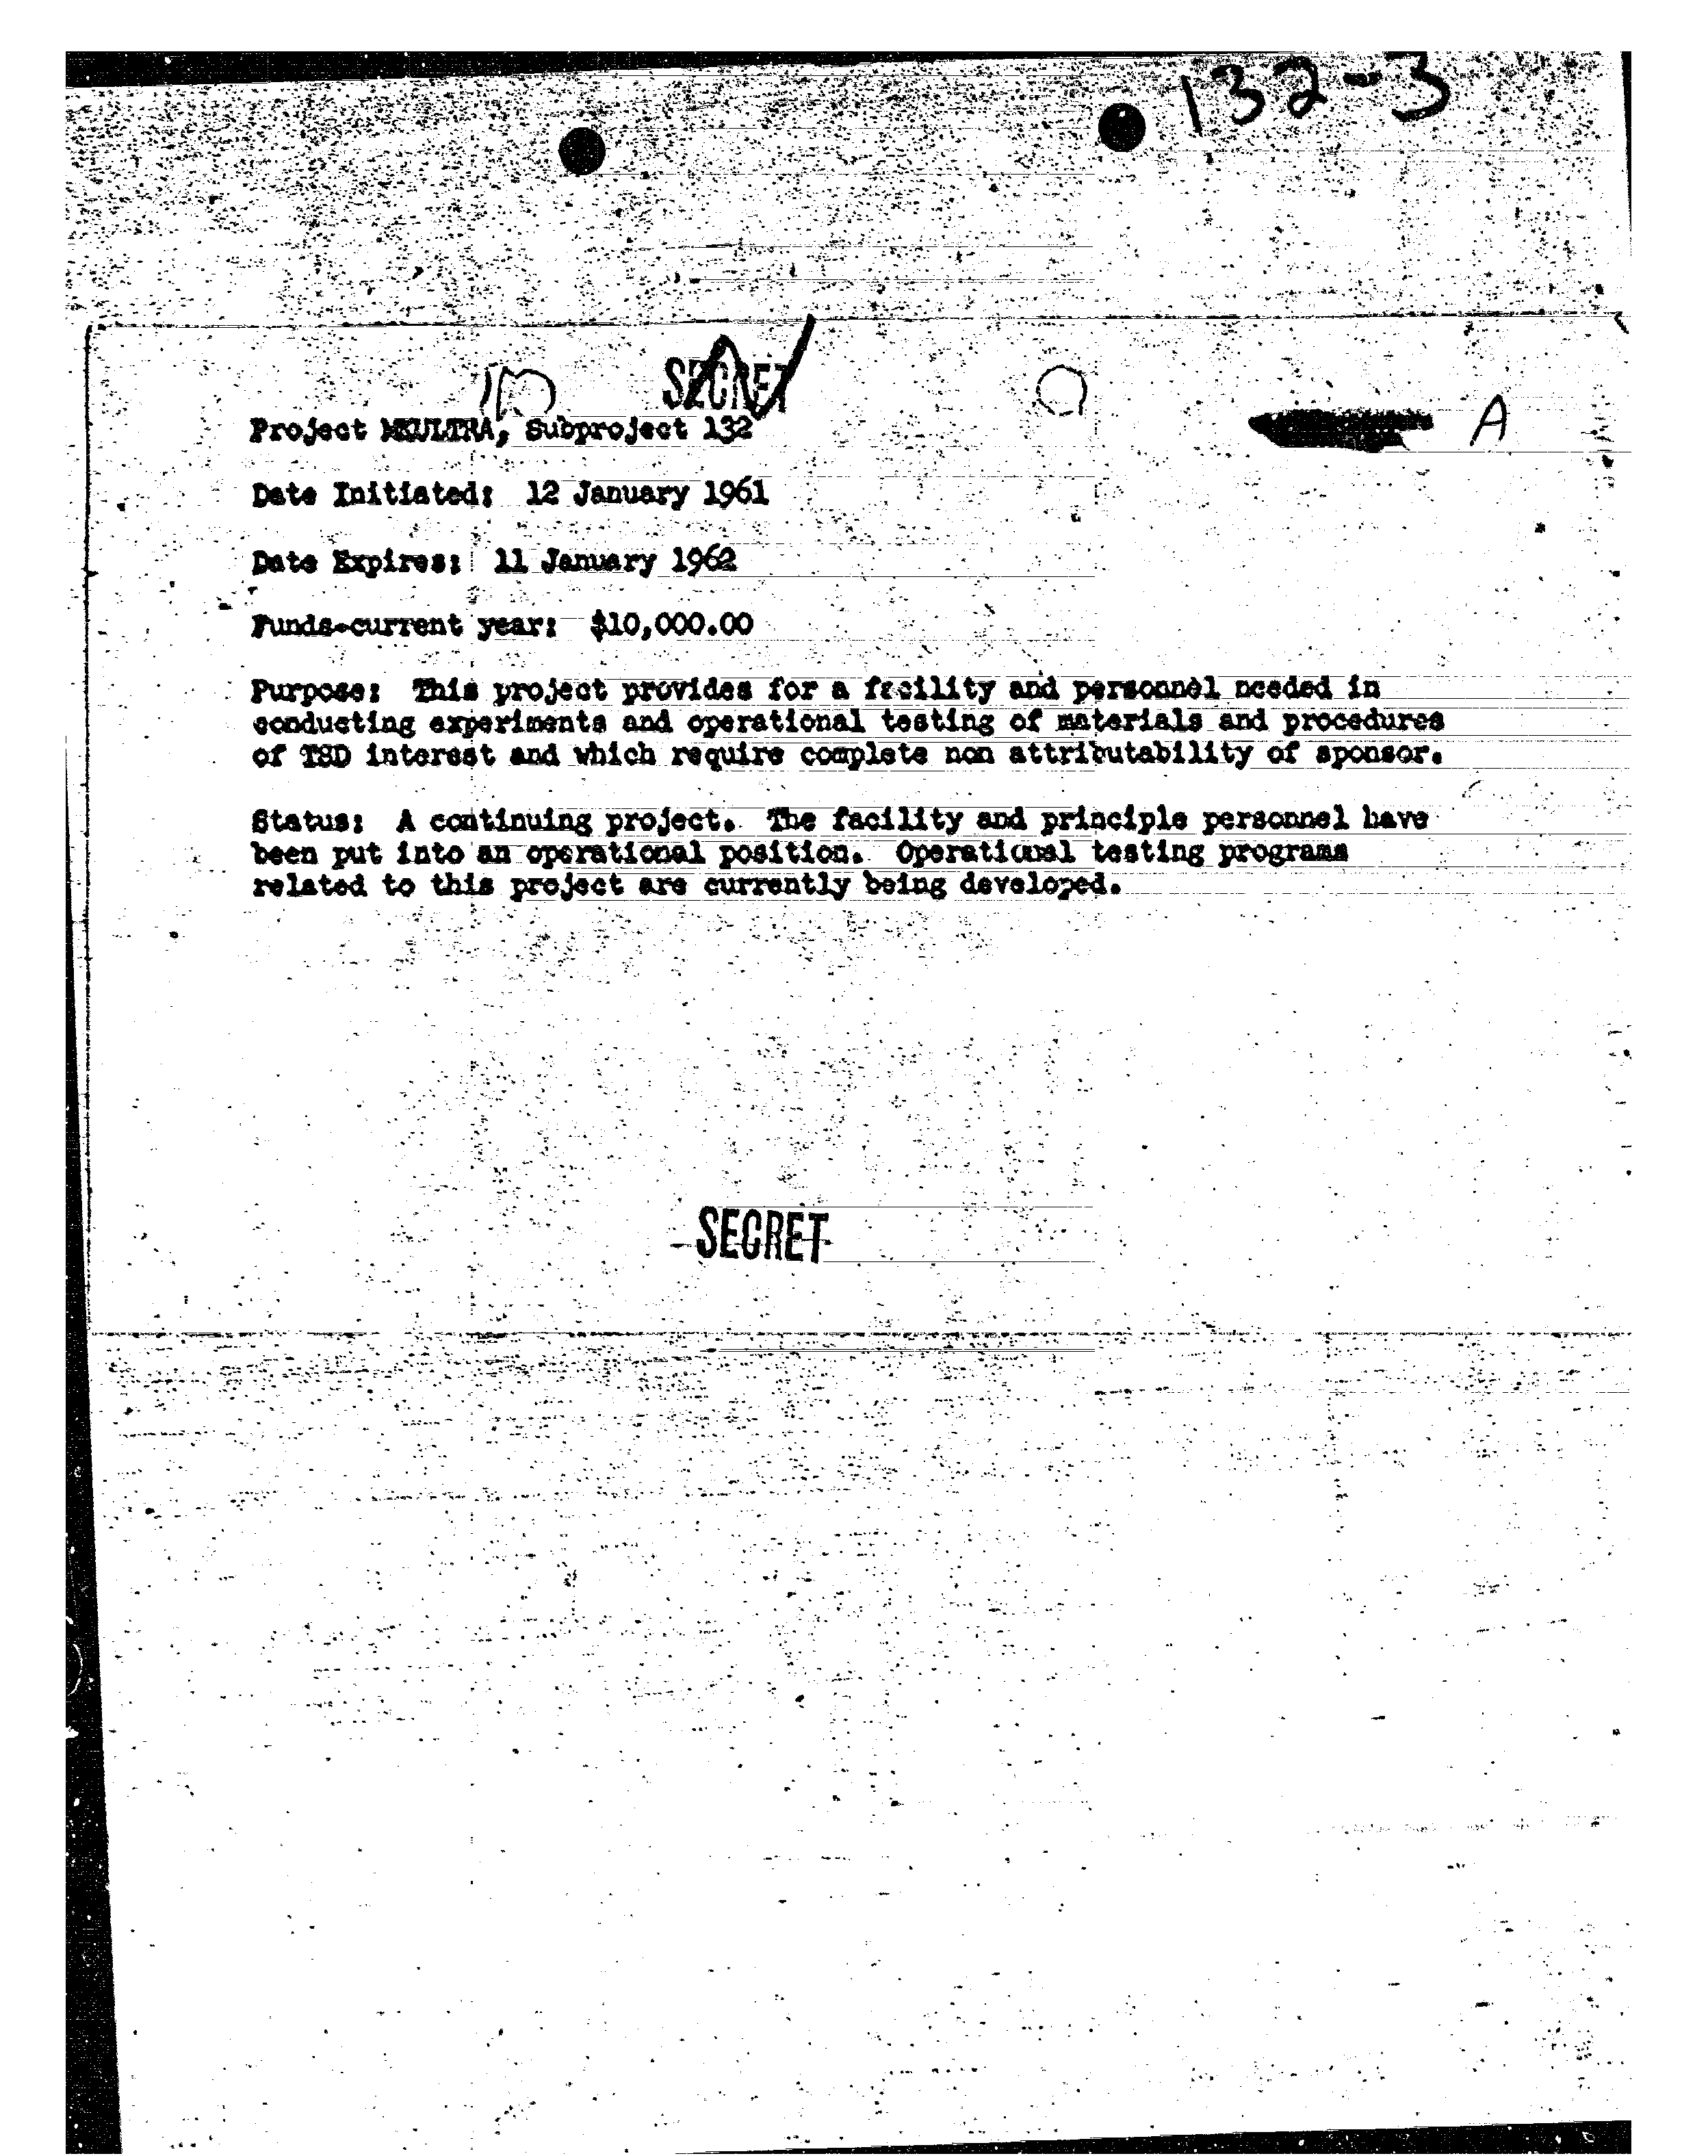 132-3
SECRET
Project MKULTRA, Subproject 132
A
Date Initiated: 12 January 1961
Date Expires: 11 January 1962
Funds-current year: $10,000.00
Purpose: This project provides for a facility and personnel needed in
conducting experiments and operational testing of materials and procedures
of TSD interest and which require complete non attributability of sponsor.
Status: A continuing project. The facility and principle personnel have
been put into an operational position. Operational testing programs
related to this project are currently being developed.
SECRET